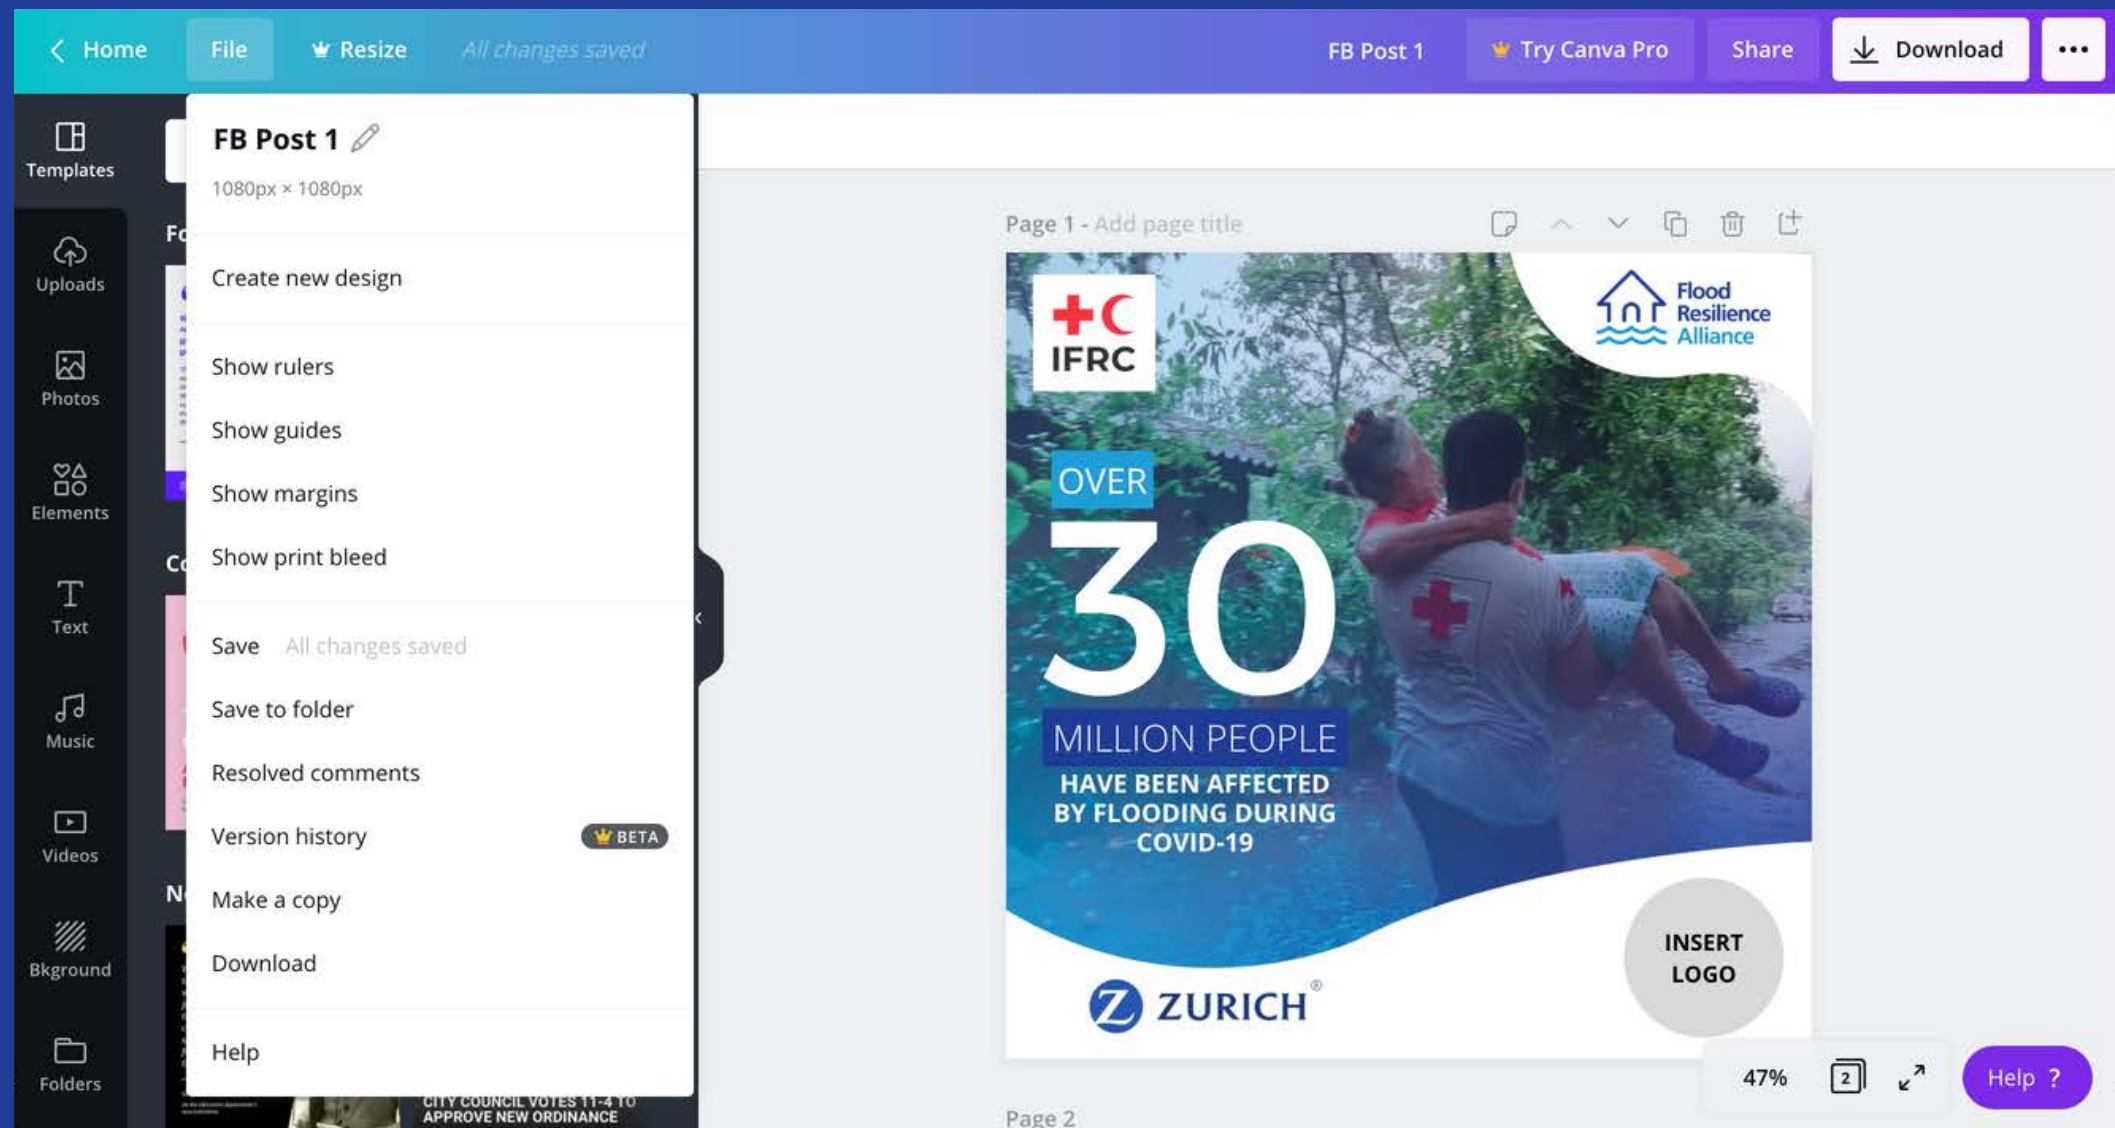 Home
File
Resize
All changes saved
FB Post 1
Try Canva Pro
Share
Download
Templates
Uploads
Photos
Elements
Text
Music
Videos
Bkground
Folders
FB Post 1
1080px × 1080px
Create new design
Show rulers
Show guides
Show margins
Show print bleed
Save All changes saved
Save to folder
Resolved comments
Version history
BETA
Make a copy
Download
Help
CITY COUNCIL VOTES 11-4 TO
APPROVE NEW ORDINANCE
Page 1 - Add page title
IFRC
Flood
Resilience
Alliance
OVER
30
MILLION PEOPLE
HAVE BEEN AFFECTED
BY FLOODING DURING
COVID-19
INSERT
LOGO
Z ZURICH®
47%
2
Help ?
Page 2